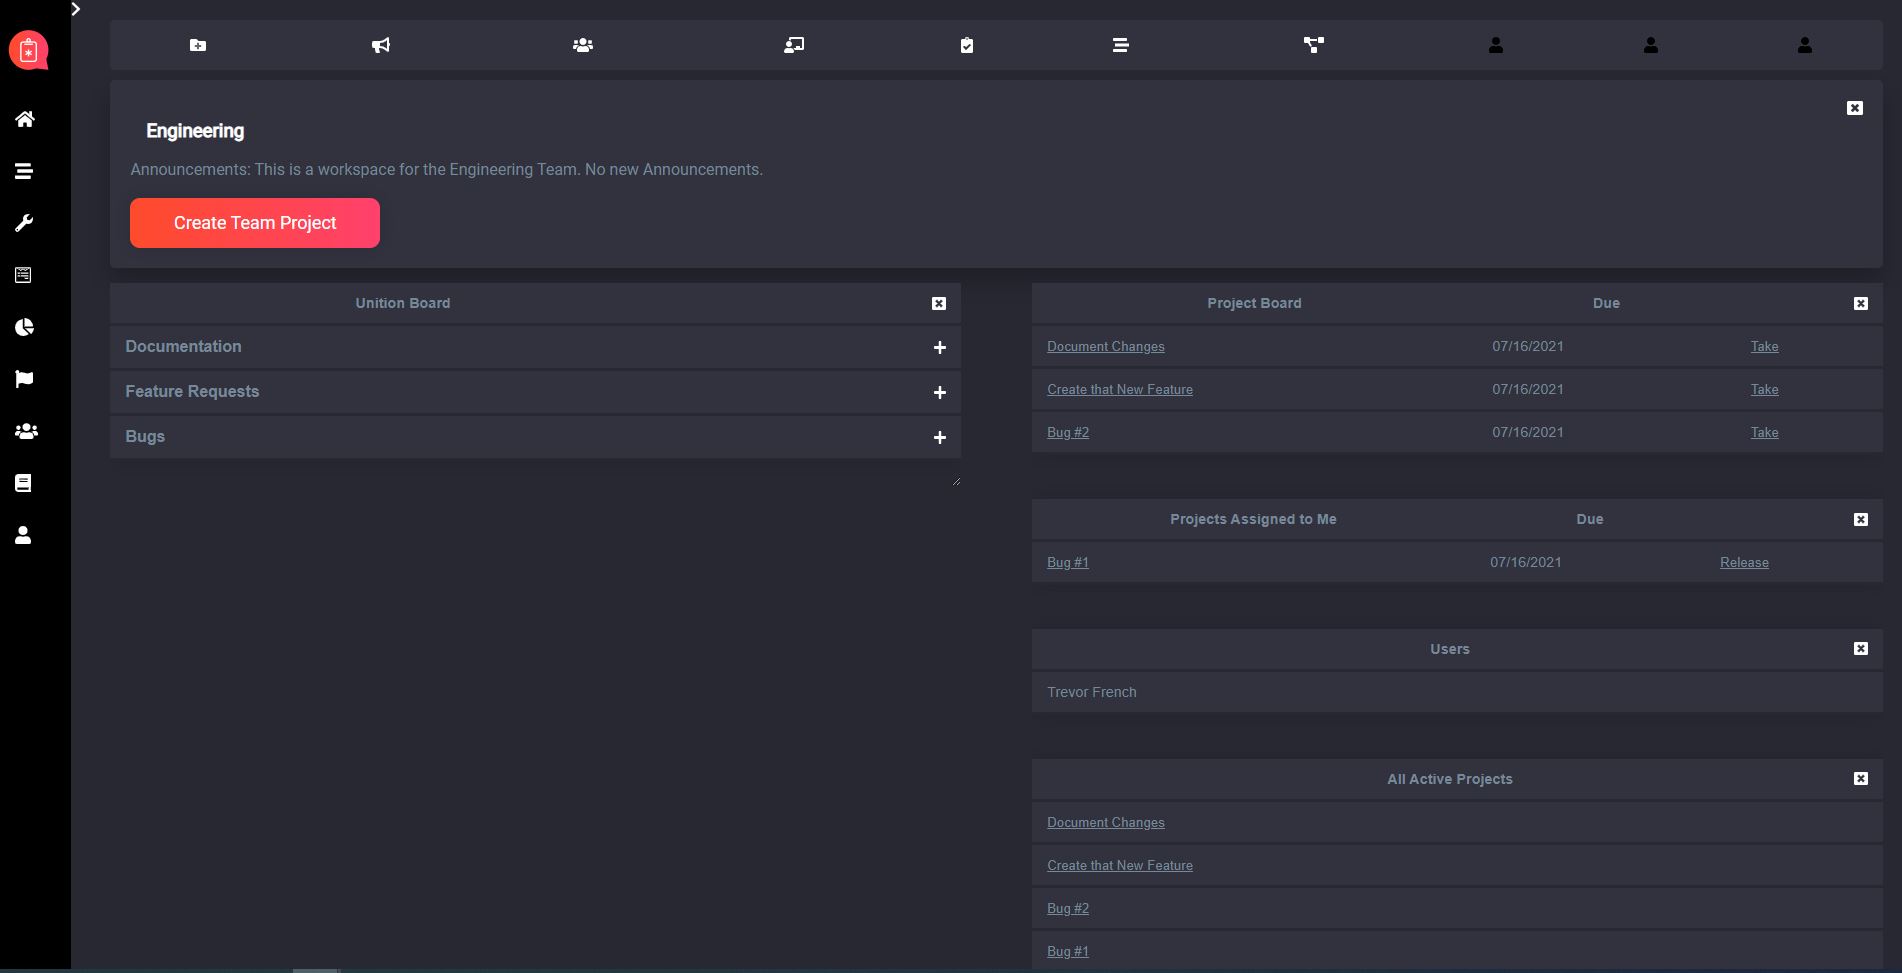 Engineering
Announcements: This is a workspace for the Engineering Team. No new Announcements.
Create Team Project
Unition Board
Documentation
Feature Requests
Bugs
Project Board Due
Document Changes 07/16/2021 Take
Create that New Feature 07/16/2021 Take
Bug #2 07/16/2021 Take
Projects Assigned to Me Due
Bug #1 07/16/2021 Release
Users
Trevor French
All Active Projects
Document Changes
Create that New Feature
Bug #2
Bug #1